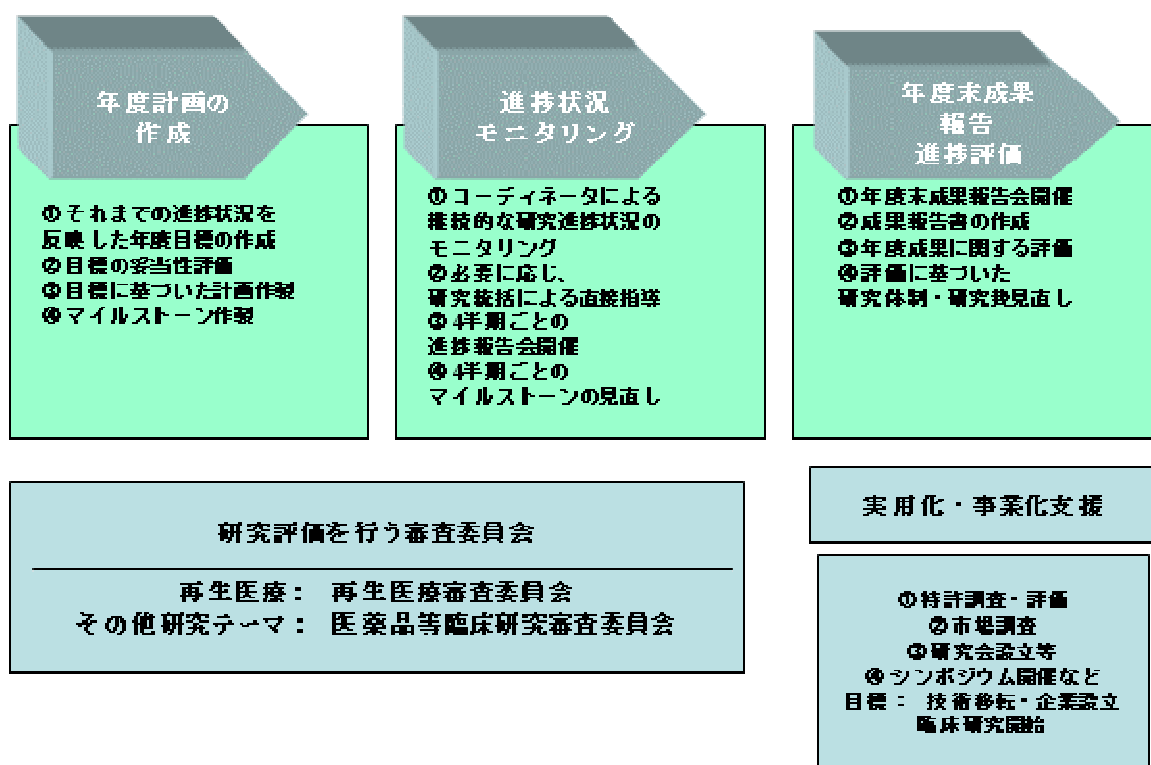 年度計画の
作成
①それまでの進捗状況を
反映した年度目標の作成
②目標の妥当性評価
③目標に基づいた計画作製
④マイルストーン作製
進捗状況
モニタリング
①コーディネータによる
継続的な研究進捗状況の
モニタリング
②必要に応じ、
研究統括による直接指導
③4半期ごとの
進捗報告会開催
④4半期ごとの
マイルストーンの見直し
年度末成果
報告
進捗評価
①年度末成果報告会開催
②成果報告書の作成
③年度成果に関する評価
④評価に基づいた
研究体制・研究費見直し
研究評価を行う審査委員会
再生医療： 再生医療審査委員会
その他研究テーマ： 医薬品等臨床研究審査委員会
実用化・事業化支援
①特許調査・評価
②市場調査
③研究会設立等
④シンポジウム開催など
目標： 技術移転・企業設立
臨床研究開始